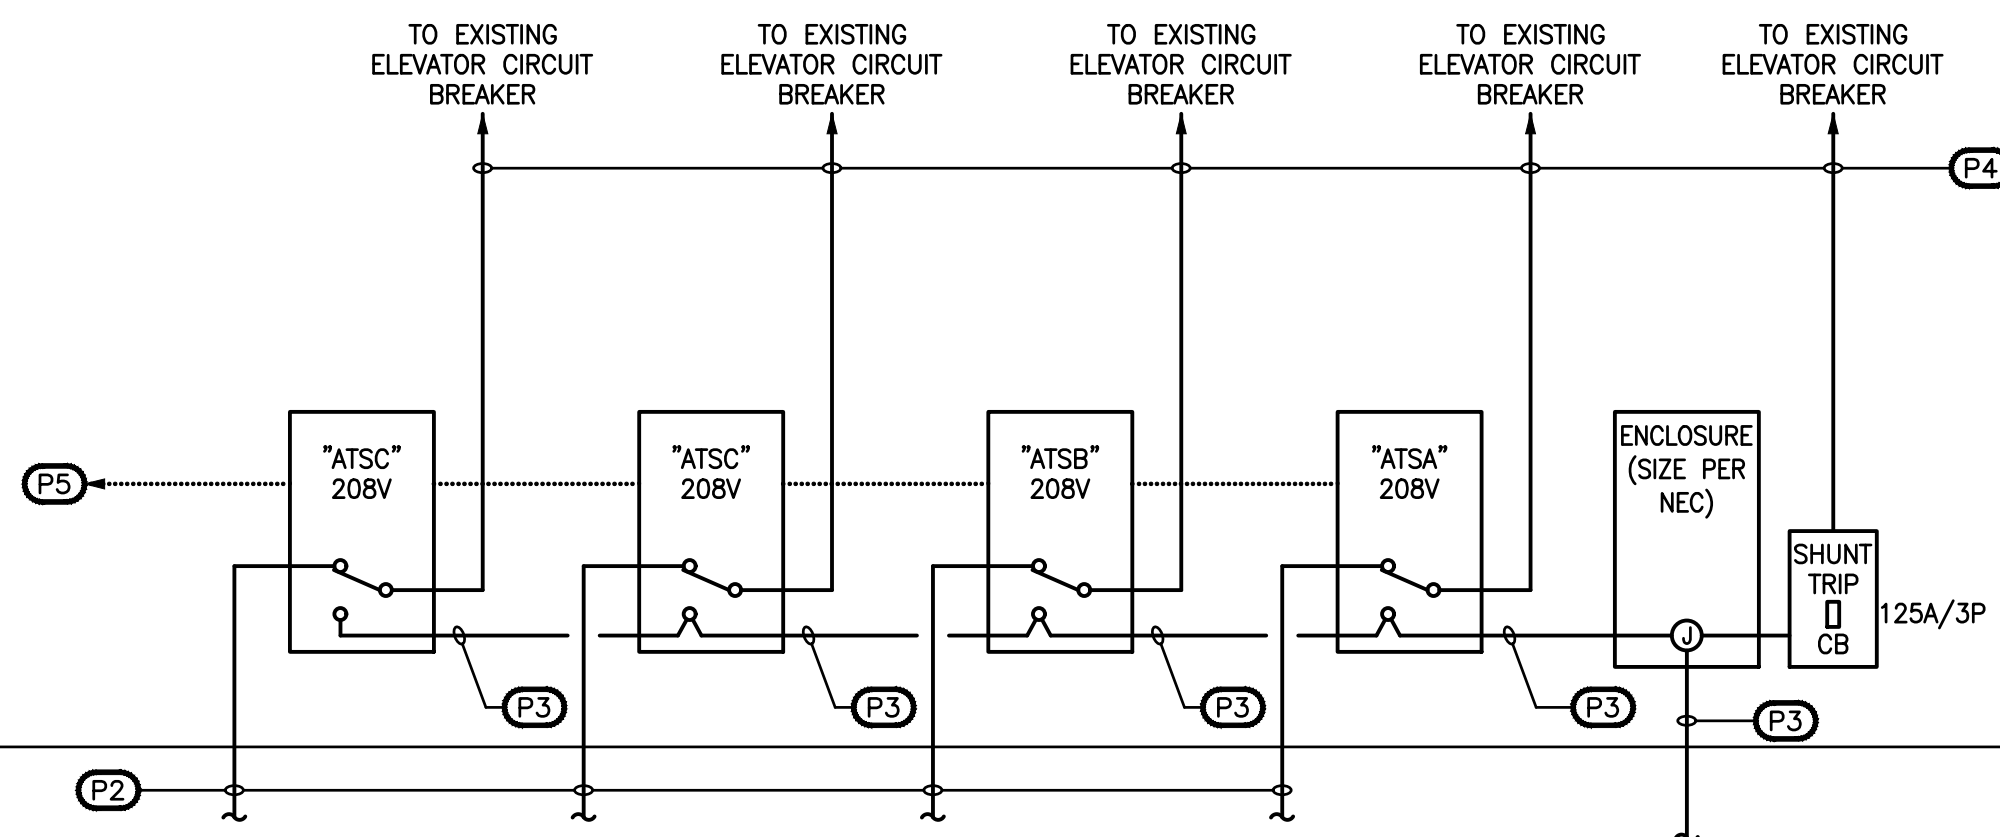 TO EXISTING
ELEVATOR CIRCUIT
BREAKER
TO EXISTING
ELEVATOR CIRCUIT
BREAKER
TO EXISTING
ELEVATOR CIRCUIT
BREAKER
TO EXISTING
ELEVATOR CIRCUIT
BREAKER
TO EXISTING
ELEVATOR CIRCUIT
BREAKER
P4
P5
"ATSC"
208V
"ATSC"
208V
"ATSB"
208V
"ATSA"
208V
ENCLOSURE
(SIZE PER
NEC)
SHUNT
TRIP
CB
125A/3P
J
P3
P3
P3
P3
P3
P2